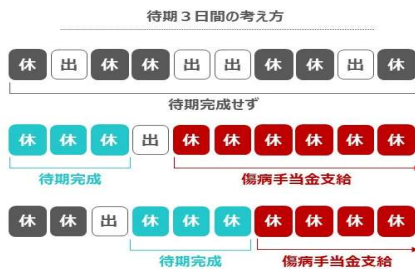 待期３日間の考え方
休 出 休 休 出 出 休 休 出 休
待期完成せず
休 休 休 出 休 休 休 休 休 休
待期完成 傷病手当金支給
休 休 出 休 休 休 休 休 休 休
待期完成 傷病手当金支給